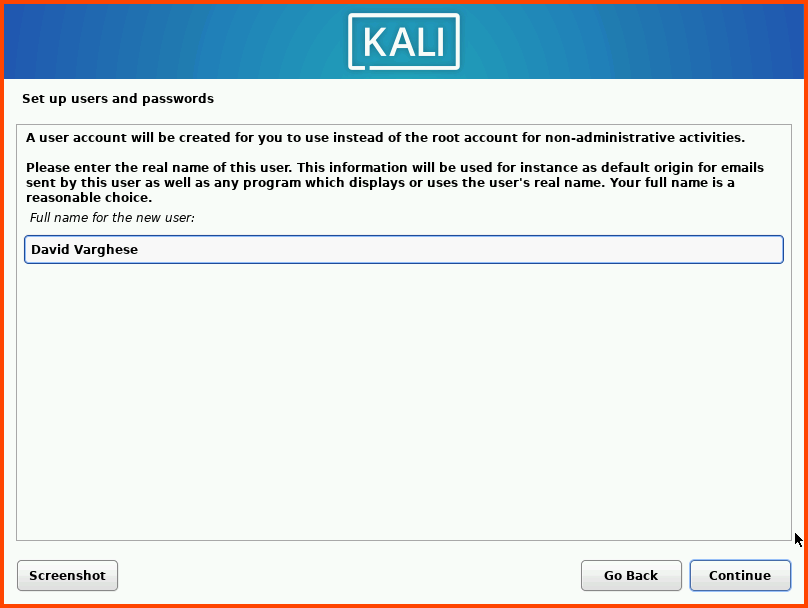 KALI
Set up users and passwords
A user account will be created for you to use instead of the root account for non-administrative activities.
Please enter the real name of this user. This information will be used for instance as default origin for emails
sent by this user as well as any program which displays or uses the user's real name. Your full name is a
reasonable choice.
Full name for the new user:
David Varghese
Screenshot
Go Back
Continue